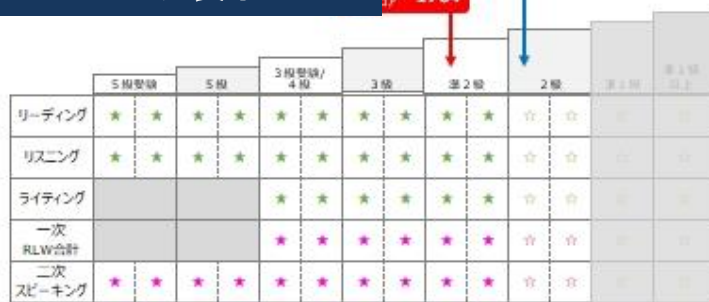 5級受験 5級 3級受験/ 3級 準2級 2級 準1級
4級
リーディング ★ ★ ★ ★ ★ ★ ★ ★ ★ ★ ☆ ☆
リスニング ★ ★ ★ ★ ★ ★ ★ ★ ★ ★ ☆ ☆
ライティング ★ ★ ★ ★ ★ ★ ☆ ☆
一次
RLW合計 ★ ★ ★ ★ ★ ★ ☆ ☆
二次
スピーキング ★ ★ ★ ★ ★ ★ ★ ★ ★ ★ ☆ ☆